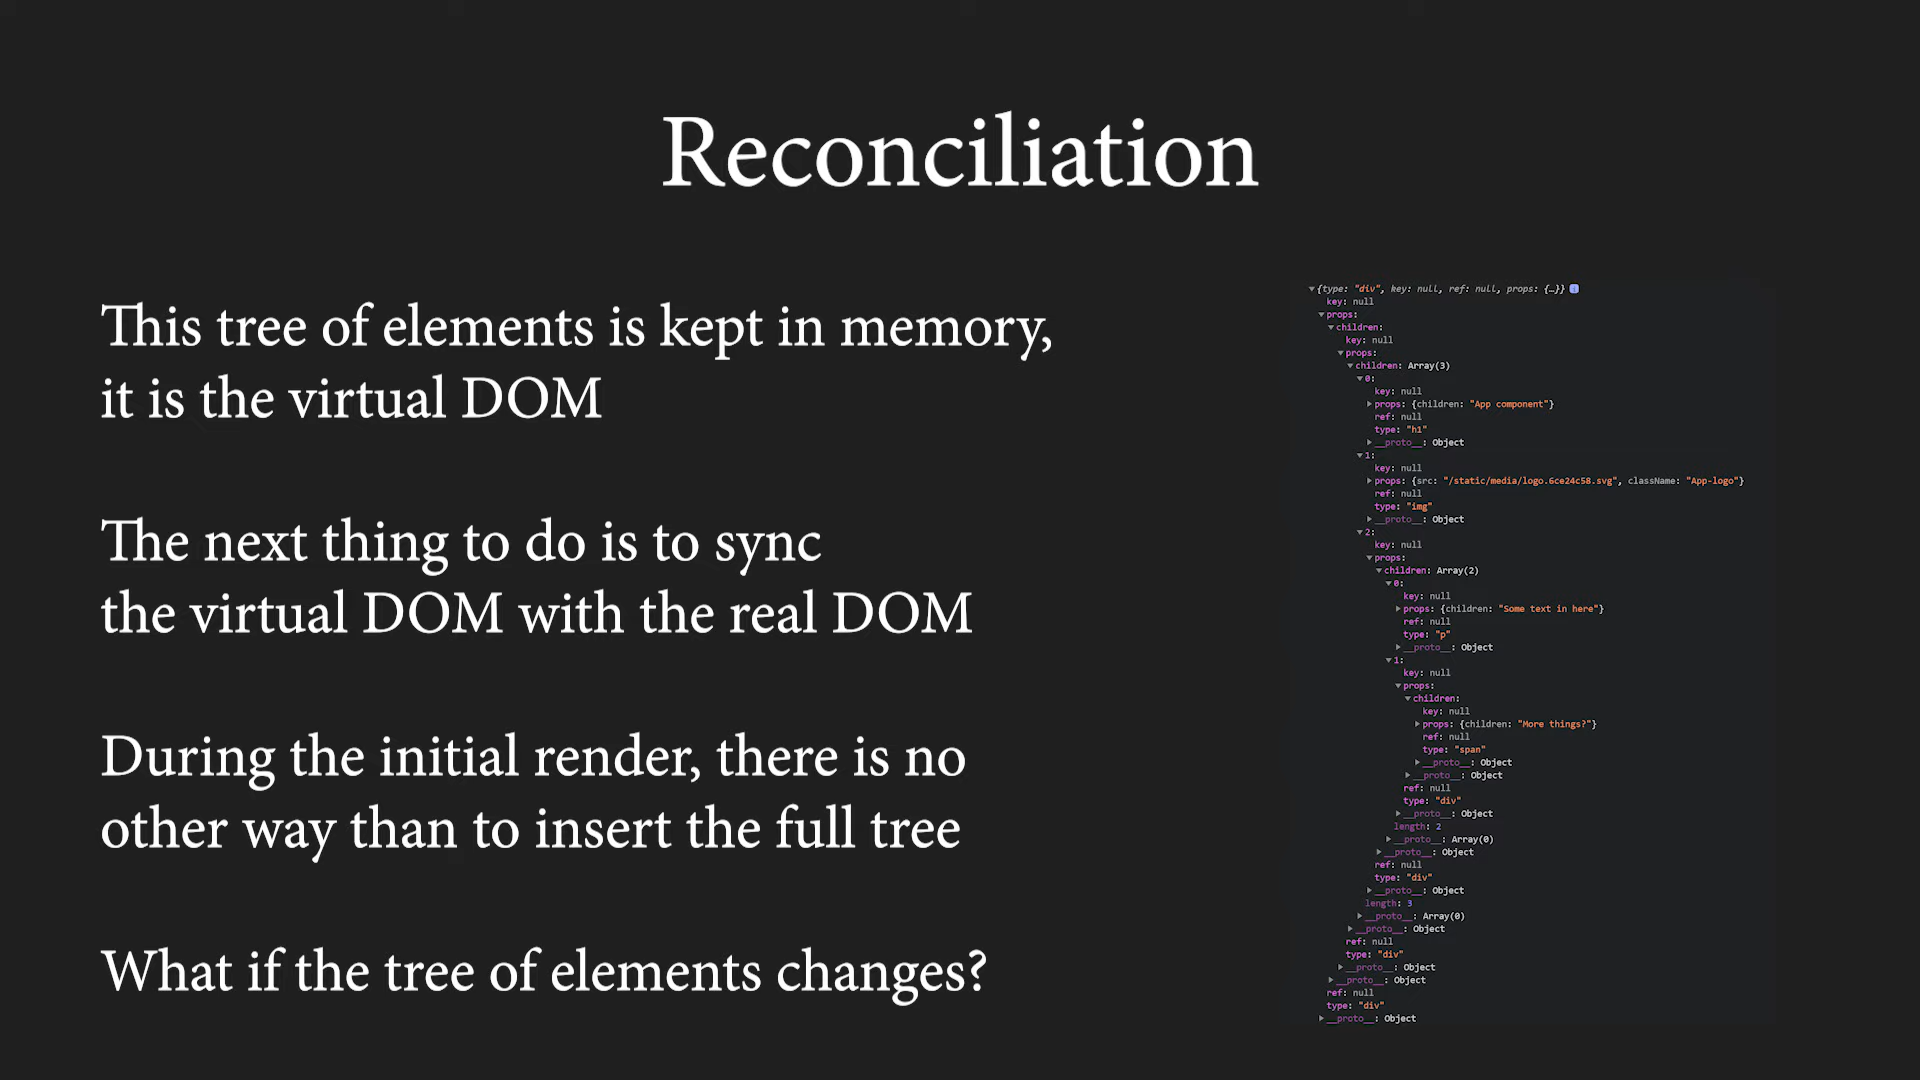 Reconciliation
This tree of elements is kept in memory,
it is the virtual DOM
The next thing to do is to sync
the virtual DOM with the real DOM
During the initial render, there is no
other way than to insert the full tree
What if the tree of elements changes?
▼{type: "div", key: null, ref: null, props: {…}} i
key: null
▼props:
▼children:
key: null
▼props:
▼children: Array(3)
▼0:
key: null
▶props: {children: "App component"}
ref: null
type: "h1"
▶__proto__: Object
▼1:
key: null
▶props: {src: "/static/media/logo.6ce24c58.svg", className: "App-logo"}
ref: null
type: "img"
▶__proto__: Object
▼2:
key: null
▼props:
▼children: Array(2)
▼0:
key: null
▶props: {children: "Some text in here"}
ref: null
type: "p"
▶__proto__: Object
▼1:
key: null
▼props:
▼children:
key: null
▶props: {children: "More things?"}
ref: null
type: "span"
▶__proto__: Object
▶__proto__: Object
ref: null
type: "div"
▶__proto__: Object
length: 2
▶__proto__: Array(0)
▶__proto__: Object
ref: null
type: "div"
▶__proto__: Object
length: 3
▶__proto__: Array(0)
▶__proto__: Object
ref: null
type: "div"
▶__proto__: Object
▶__proto__: Object
ref: null
type: "div"
▶__proto__: Object